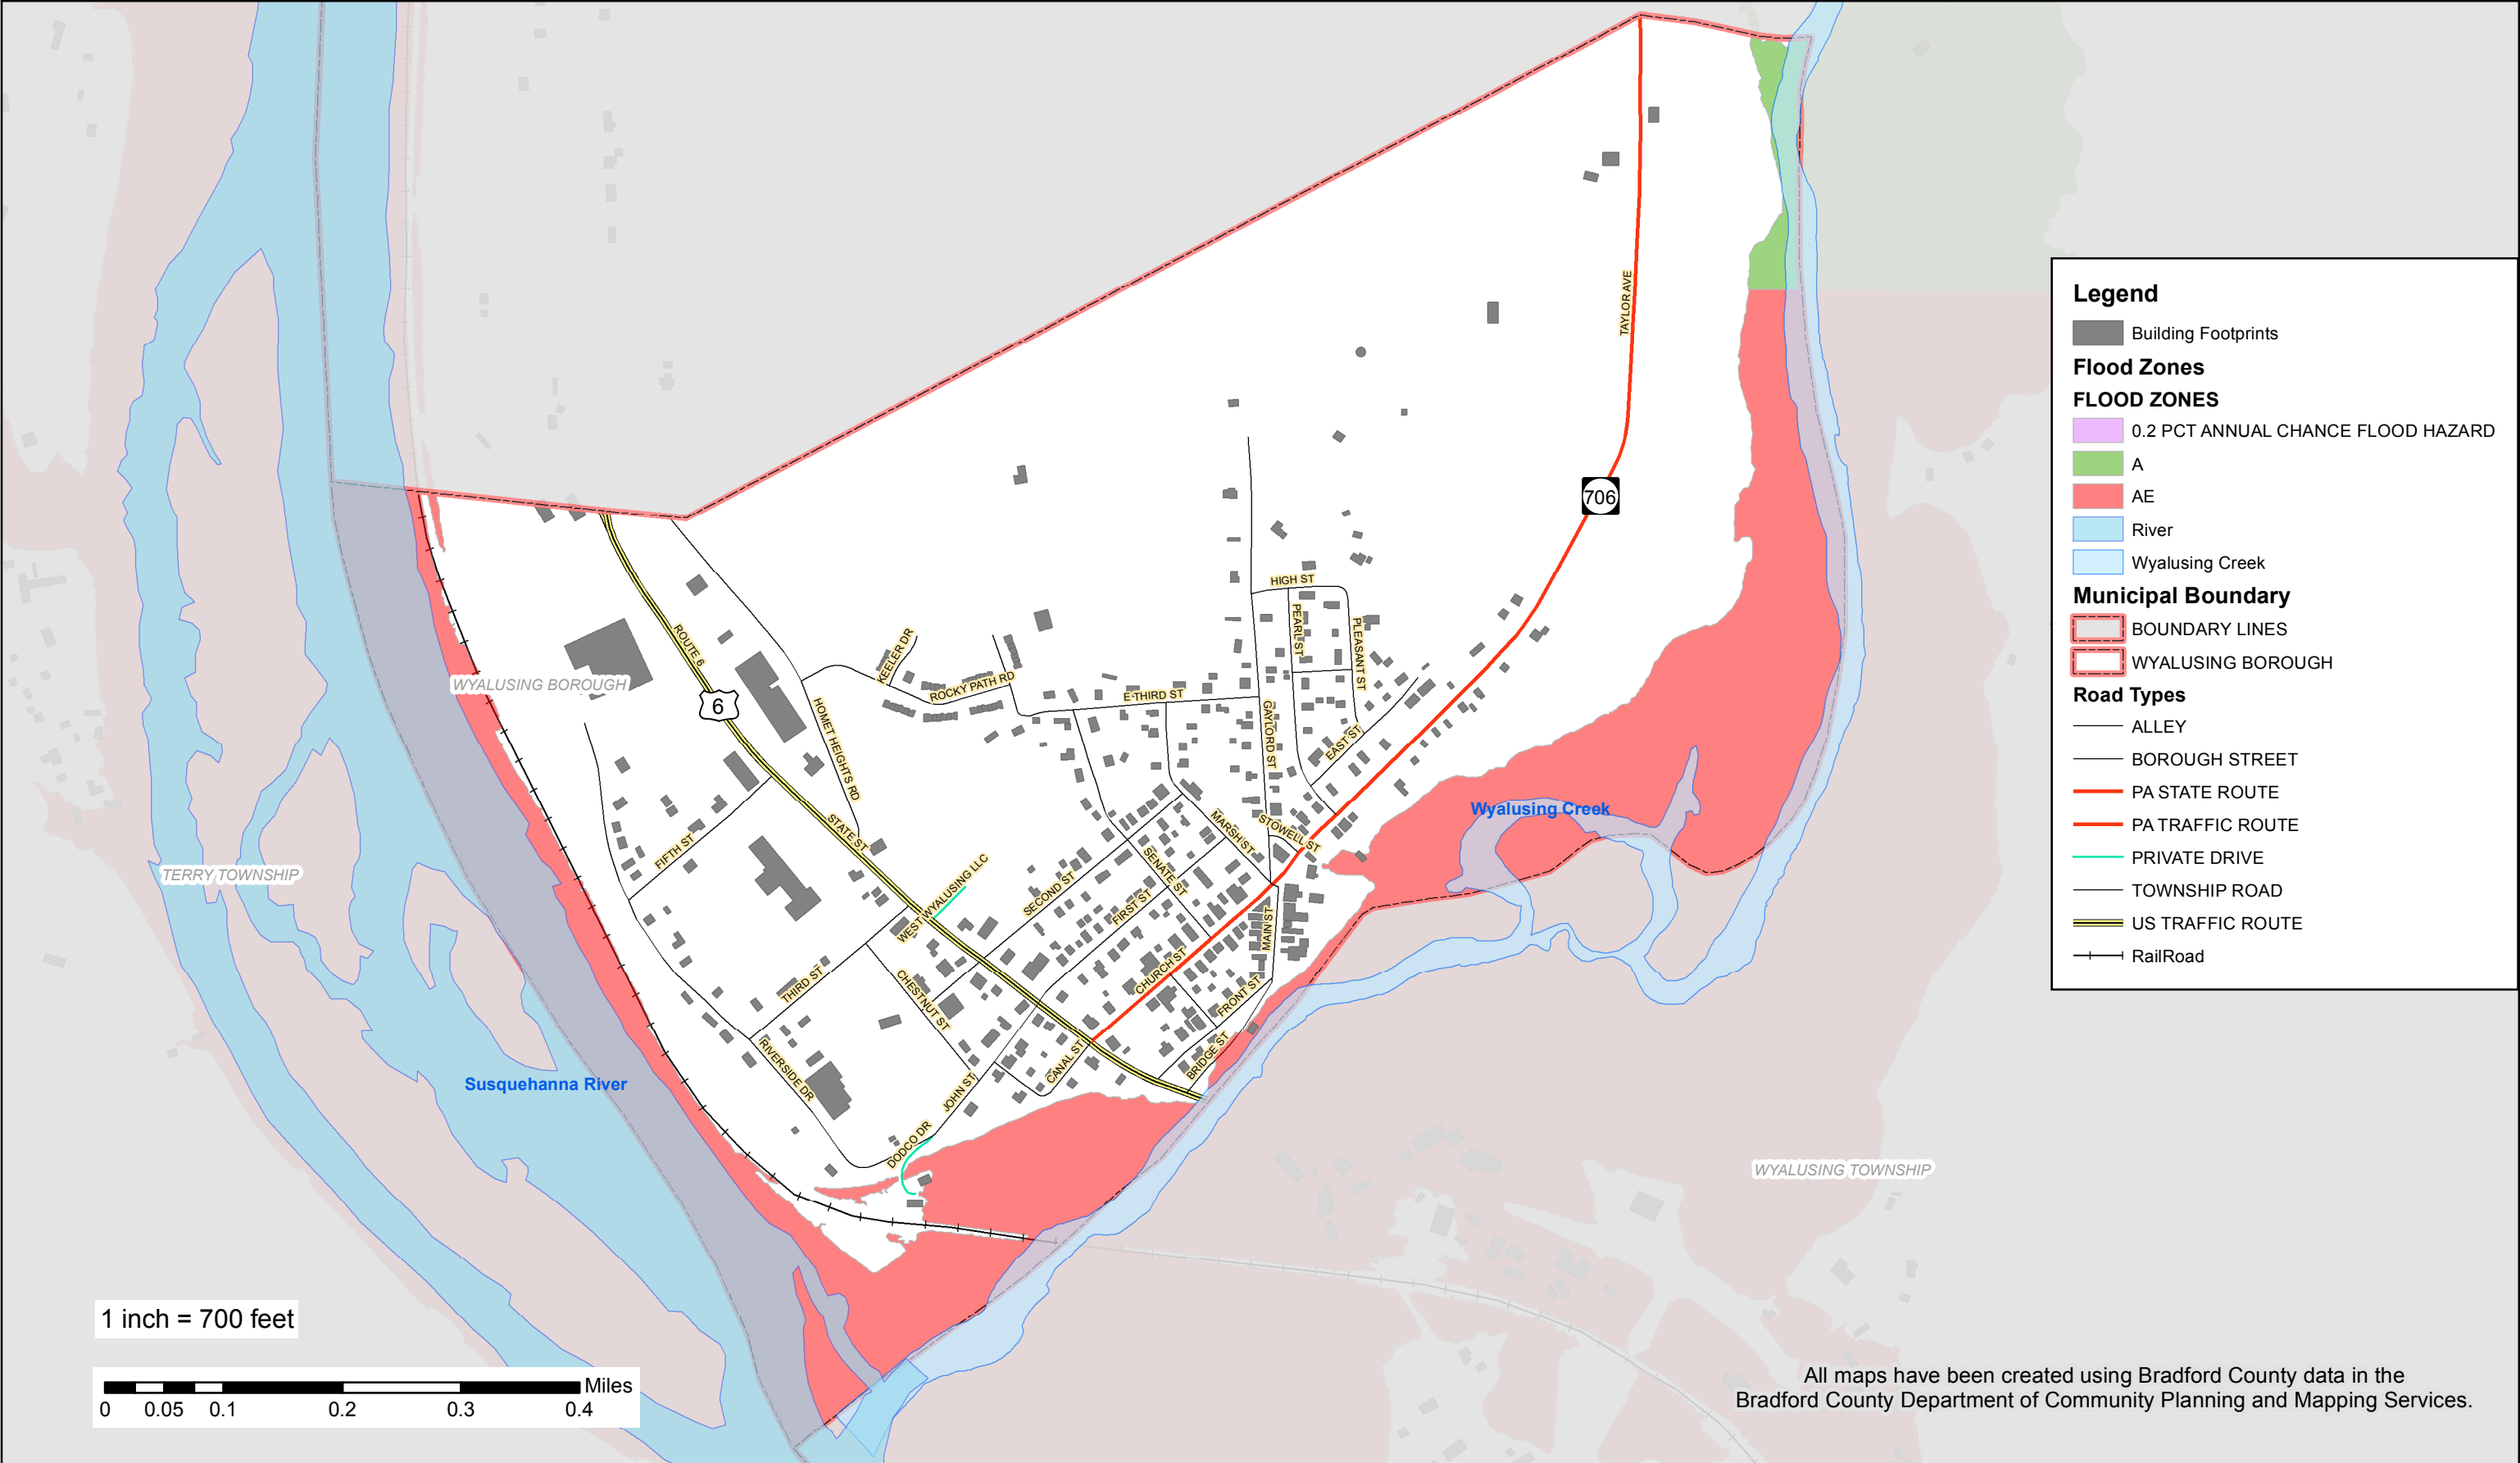 TAYLOR AVE
706
HIGH ST
PEARL ST
PLEASANT ST
ROUTE 6
KEELER DR
ROCKY PATH RD
E THIRD ST
WYALUSING BOROUGH
6
HOMET HEIGHTS RD
GAYLORD ST
EAST ST
Wyalusing Creek
STATE ST
MARSH ST
STOWELL ST
FIFTH ST
TERRY TOWNSHIP
WEST WYALUSING LLC
SECOND ST
SENATE ST
FIRST ST
MAIN ST
THIRD ST
CHESTNUT ST
CHURCH ST
FRONT ST
RIVERSIDE DR
CANAL ST
BRIDGE ST
Susquehanna River
JOHN ST
DODCO DR
WYALUSING TOWNSHIP
Legend
Building Footprints
Flood Zones
FLOOD ZONES
0.2 PCT ANNUAL CHANCE FLOOD HAZARD
A
AE
River
Wyalusing Creek
Municipal Boundary
BOUNDARY LINES
WYALUSING BOROUGH
Road Types
ALLEY
BOROUGH STREET
PA STATE ROUTE
PA TRAFFIC ROUTE
PRIVATE DRIVE
TOWNSHIP ROAD
US TRAFFIC ROUTE
RailRoad
1 inch = 700 feet
Miles
0 0.05 0.1 0.2 0.3 0.4
All maps have been created using Bradford County data in the
Bradford County Department of Community Planning and Mapping Services.